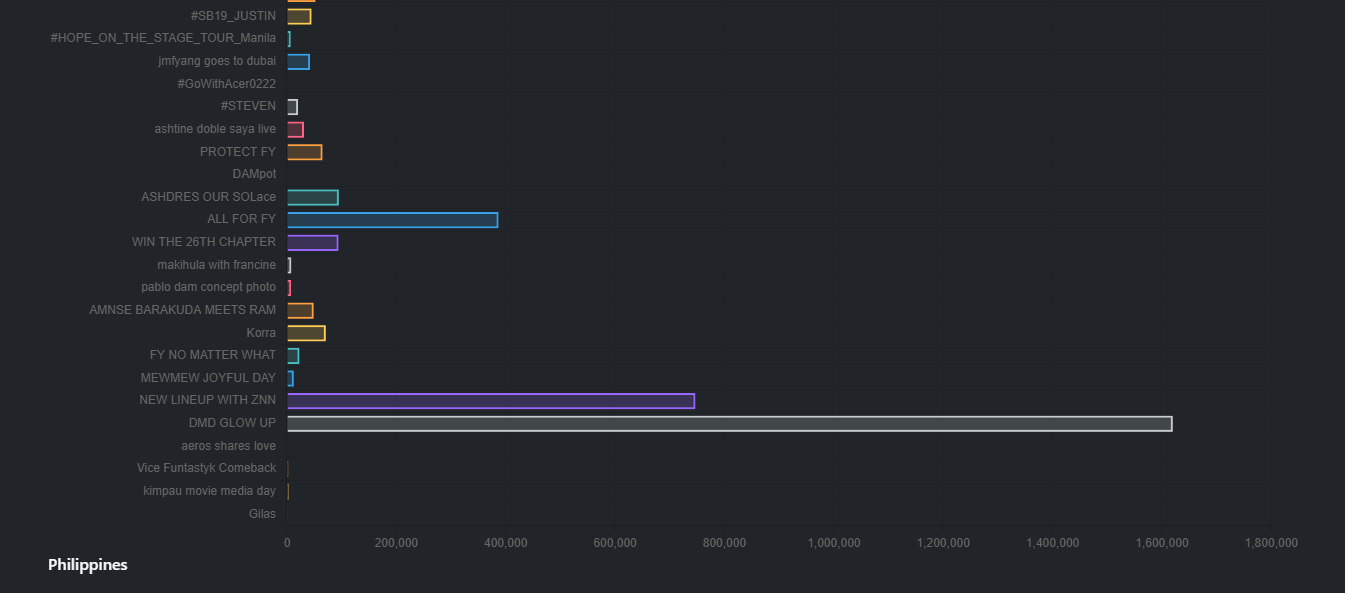 #SB19_JUSTIN
#HOPE_ON_THE_STAGE_TOUR_Manila
jmfyang goes to dubai
#GoWithAcer0222
#STEVEN
ashtine doble saya live
PROTECT FY
DAMpot
ASHDRES OUR SOLace
ALL FOR FY
WIN THE 26TH CHAPTER
makihula with francine
pablo dam concept photo
AMNSE BARAKUDA MEETS RAM
Korra
FY NO MATTER WHAT
MEWMEW JOYFUL DAY
NEW LINEUP WITH ZNN
DMD GLOW UP
aeros shares love
Vice Funtastyk Comeback
kimpau movie media day
Gilas
0 200,000 400,000 600,000 800,000 1,000,000 1,200,000 1,400,000 1,600,000 1,800,000
Philippines